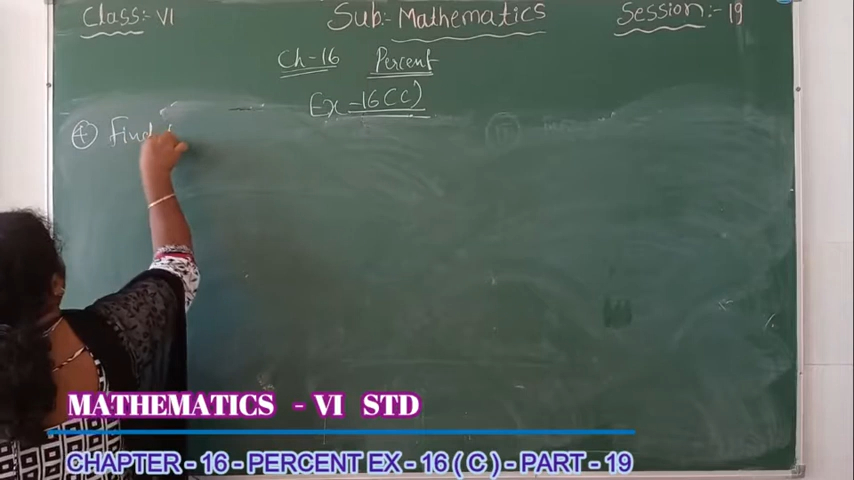 Class:- VI Sub:- Mathematics Session:- 19
Ch-16 Percent
Ex-16(C)
④ Find
MATHEMATICS - VI STD
CHAPTER - 16 - PERCENT EX - 16 ( C ) - PART - 19